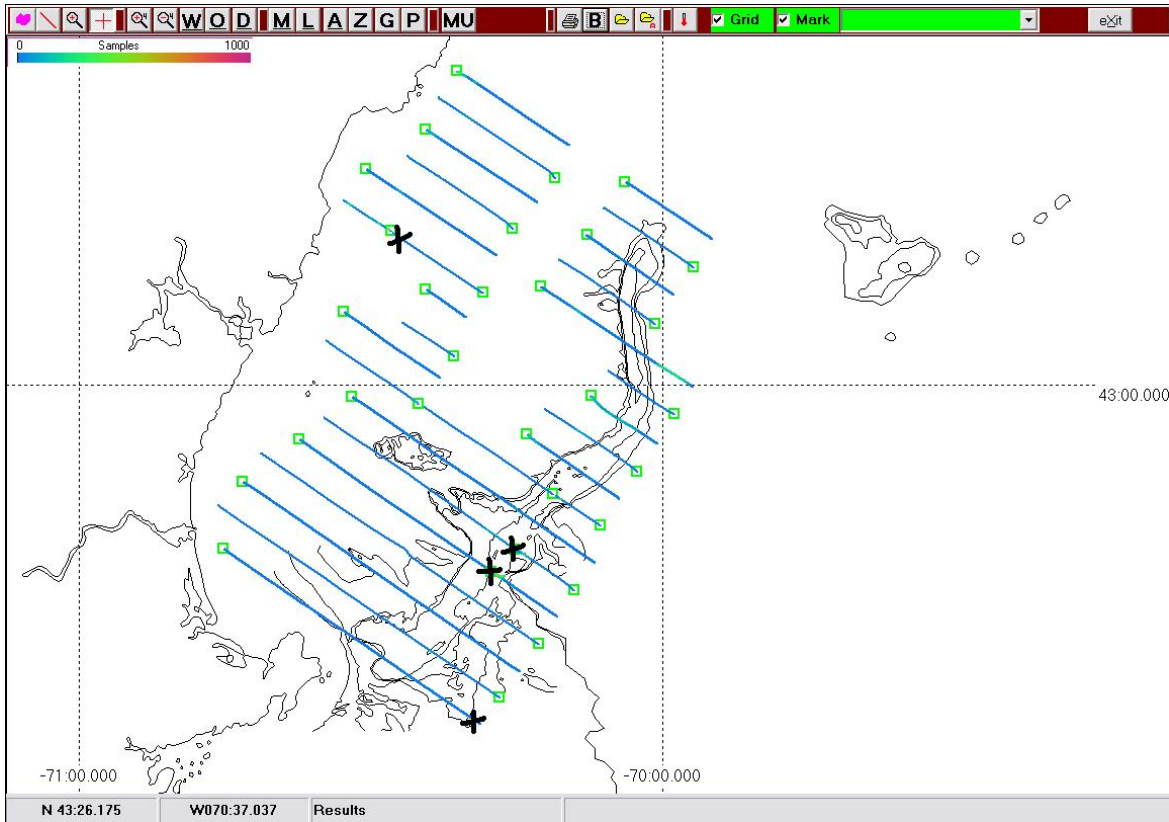 W O D M L A Z G P MU B Grid Mark eXit
0 Samples 1000
43:00.000
-71:00.000 -70:00.000
N 43:26.175 W070:37.037 Results